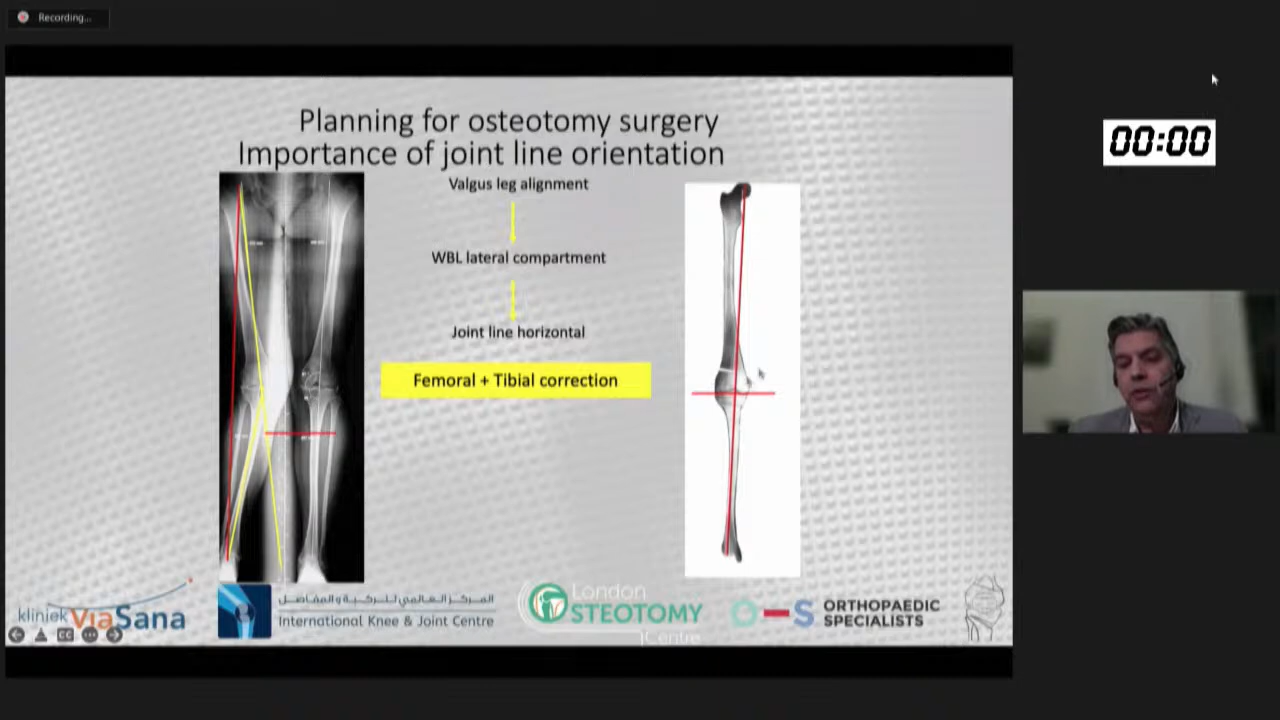 Recording...
Planning for osteotomy surgery
Importance of joint line orientation
Valgus leg alignment
WBL lateral compartment
Joint line horizontal
Femoral + Tibial correction
00:00
kliniek ViaSana
المركز العالمي للركبة والمفاصل
International Knee & Joint Centre
London
OSTEOTOMY
Centre
O-S
ORTHOPAEDIC
SPECIALISTS
CC